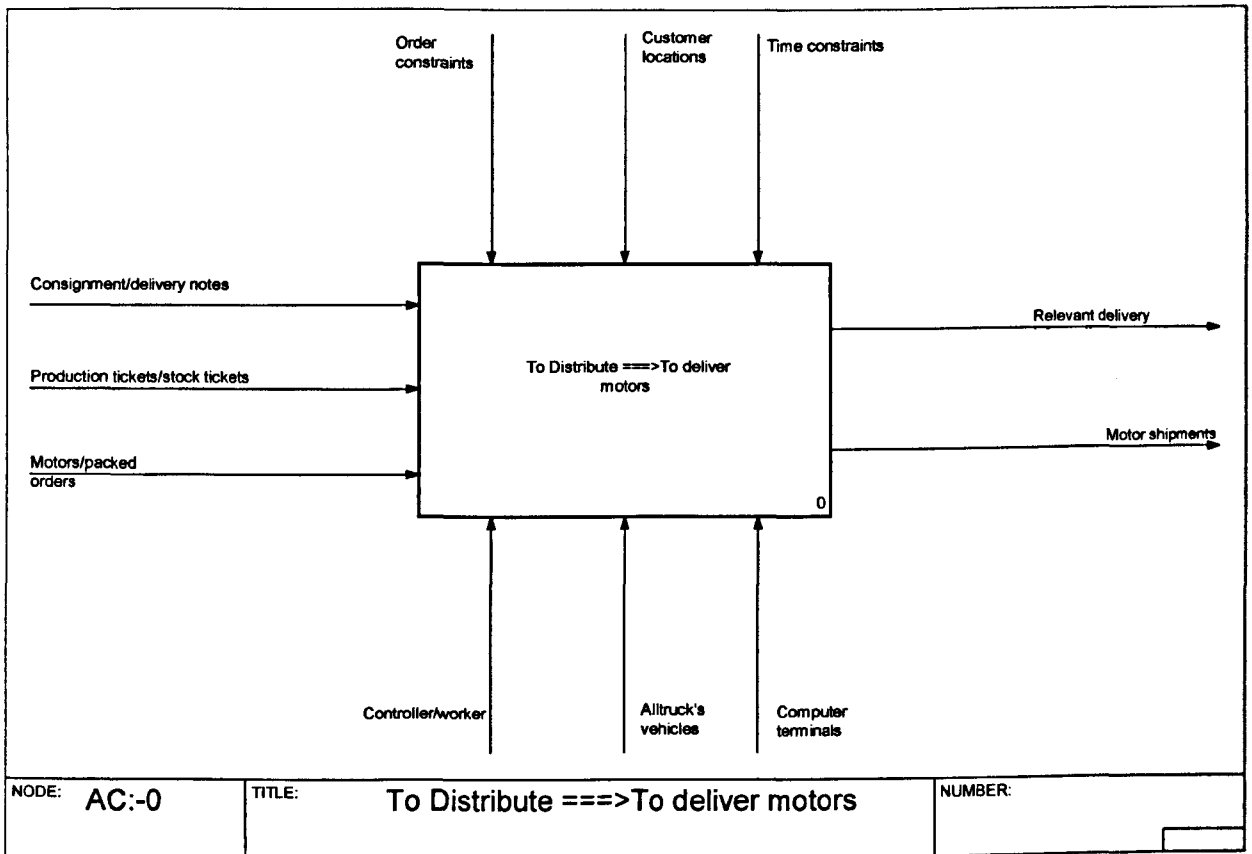 Order
constraints
Customer
locations
Time constraints
Consignment/delivery notes
Production tickets/stock tickets
Motors/packed
orders
To Distribute ===>To deliver
motors
0
Relevant delivery
Motor shipments
Controller/worker
Alltruck's
vehicles
Computer
terminals
NODE: AC:-0
TITLE: To Distribute ===>To deliver motors
NUMBER: